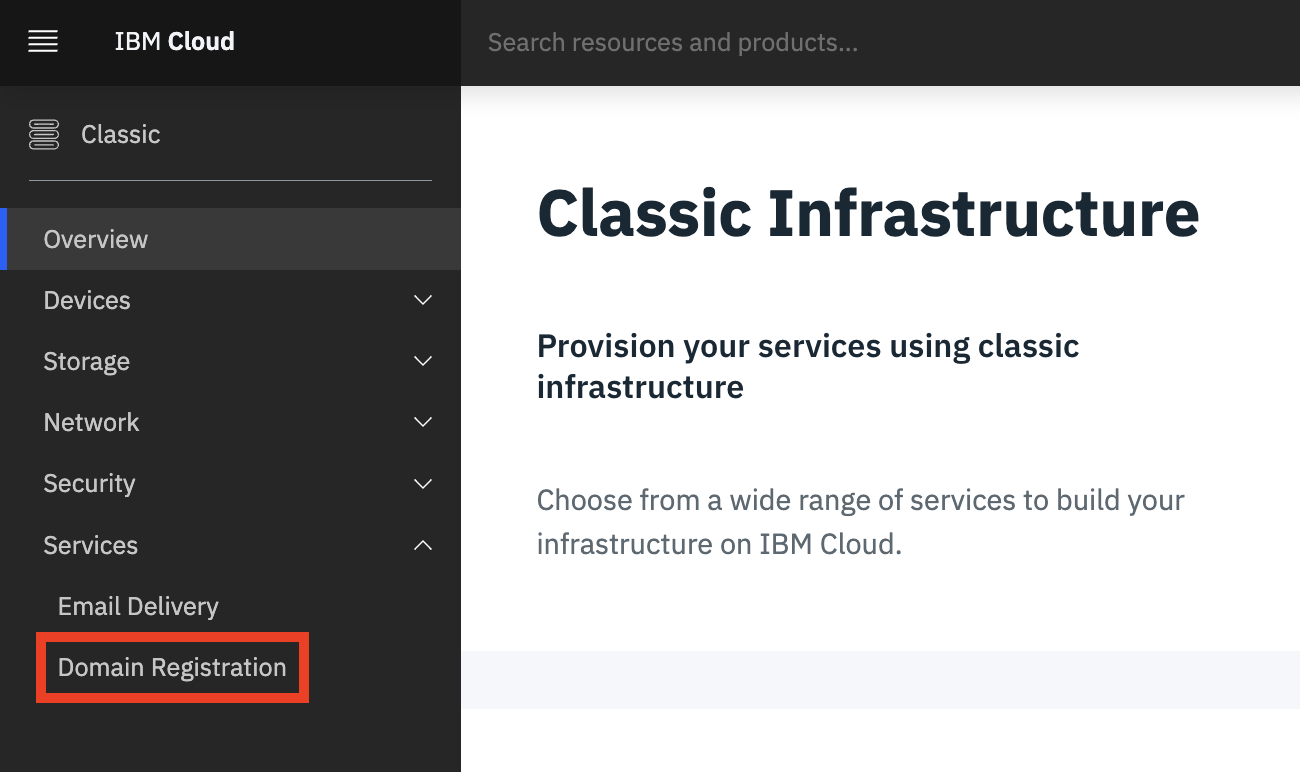 IBM Cloud
Search resources and products...
Classic
Overview
Devices
Storage
Network
Security
Services
Email Delivery
Domain Registration
Classic Infrastructure
Provision your services using classic
infrastructure
Choose from a wide range of services to build your
infrastructure on IBM Cloud.